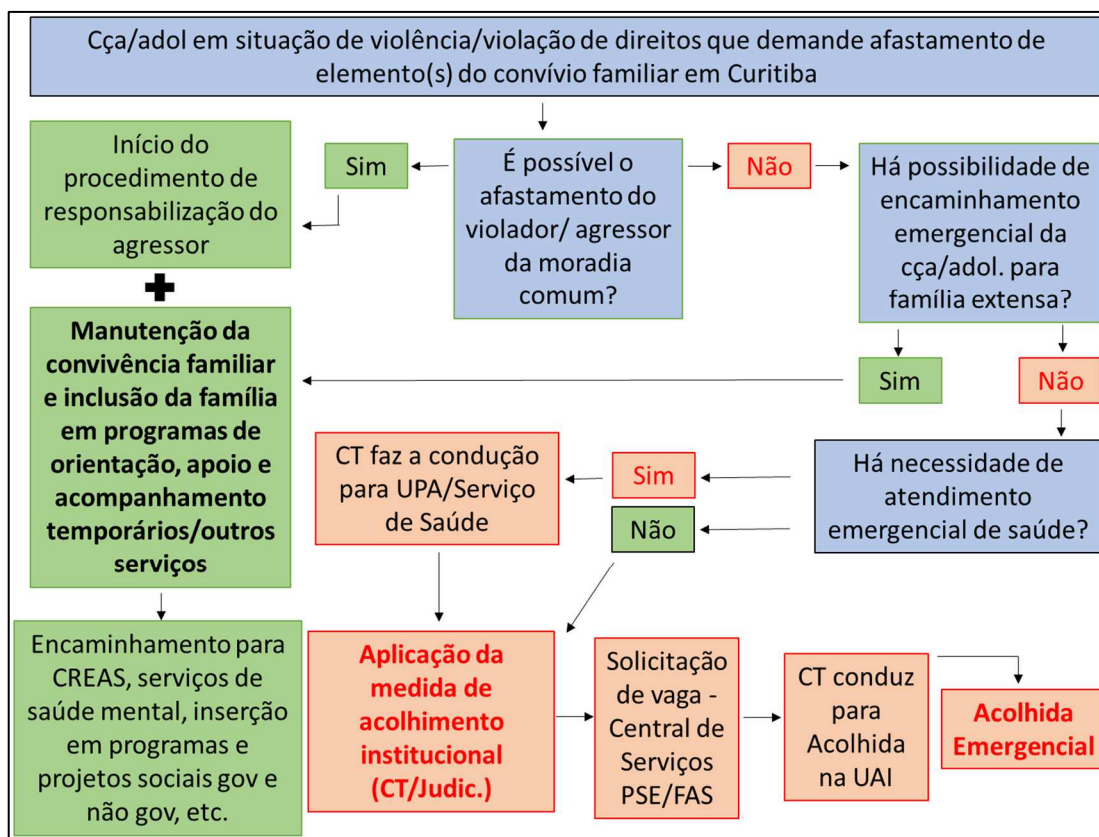 Cça/adol em situação de violência/violação de direitos que demande afastamento de
elemento(s) do convívio familiar em Curitiba
Início do
procedimento de
responsabilização do
agressor
Sim
É possível o
afastamento do
violador/ agressor
da moradia
comum?
Não
Há possibilidade de
encaminhamento
emergencial da
cça/adol. para
família extensa?
Manutenção da
convivência familiar
e inclusão da família
em programas de
orientação, apoio e
acompanhamento
temporários/outros
serviços
Sim
Não
CT faz a condução
para UPA/Serviço
de Saúde
Sim
Não
Há necessidade de
atendimento
emergencial de saúde?
Encaminhamento para
CREAS, serviços de
saúde mental, inserção
em programas e
projetos sociais gov e
não gov, etc.
Aplicação da
medida de
acolhimento
institucional
(CT/Judic.)
Solicitação
de vaga -
Central de
Serviços
PSE/FAS
CT conduz
para
Acolhida
na UAI
Acolhida
Emergencial